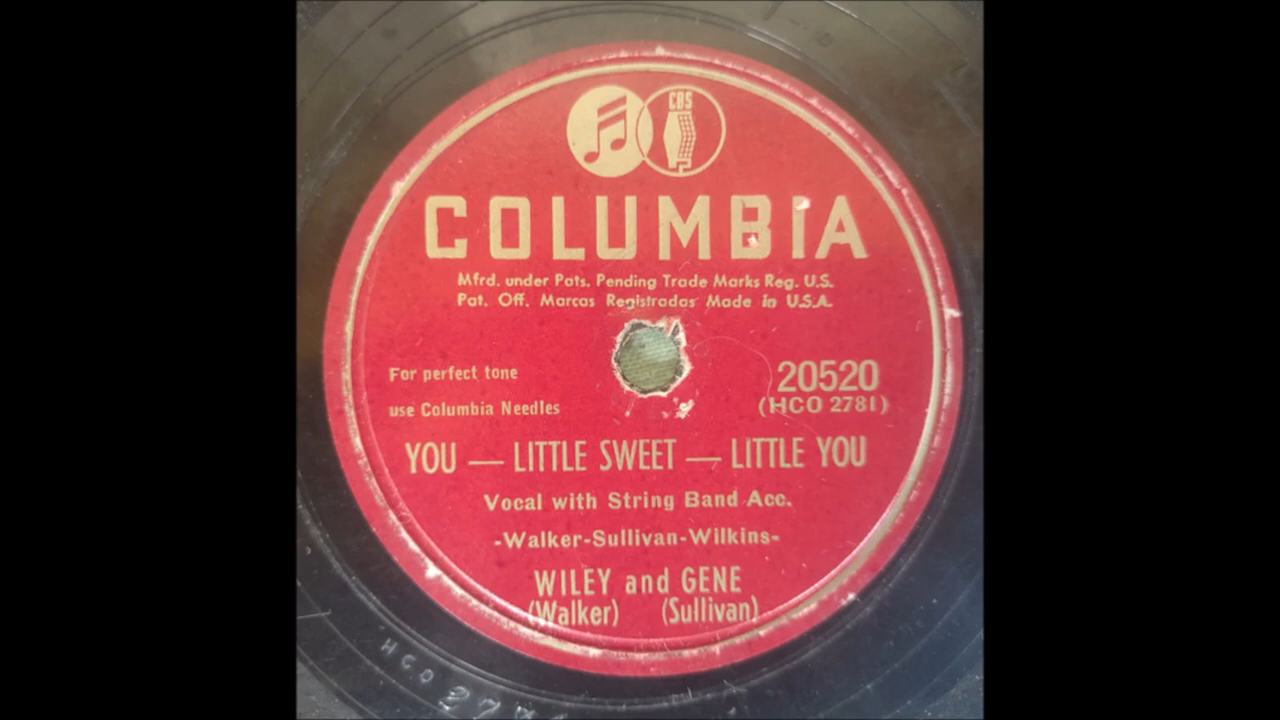 CBS
COLUMBIA
Mfrd. under Pats. Pending Trade Marks Reg. U.S.
Pat. Off. Marcas Registradas Made in U.S.A.
For perfect tone
20520
use Columbia Needles
(HCO 2781)
YOU — LITTLE SWEET — LITTLE YOU
Vocal with String Band Acc.
-Walker-Sullivan-Wilkins-
WILEY and GENE
(Walker) (Sullivan)
HCO